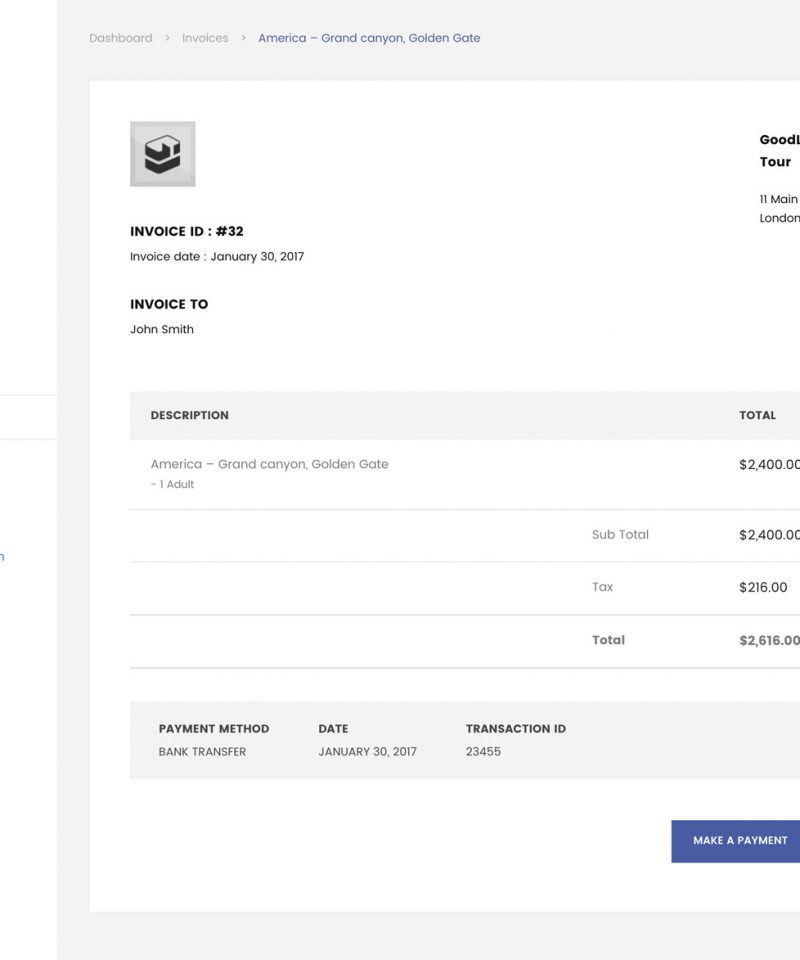 Dashboard > Invoices > America – Grand canyon, Golden Gate
Tour
11 Main
London
INVOICE ID : #32
Invoice date : January 30, 2017
INVOICE TO
John Smith
DESCRIPTION TOTAL
America – Grand canyon, Golden Gate $2,400.00
- 1 Adult
Sub Total $2,400.00
Tax $216.00
Total $2,616.00
PAYMENT METHOD DATE TRANSACTION ID
BANK TRANSFER JANUARY 30, 2017 23455
MAKE A PAYMENT